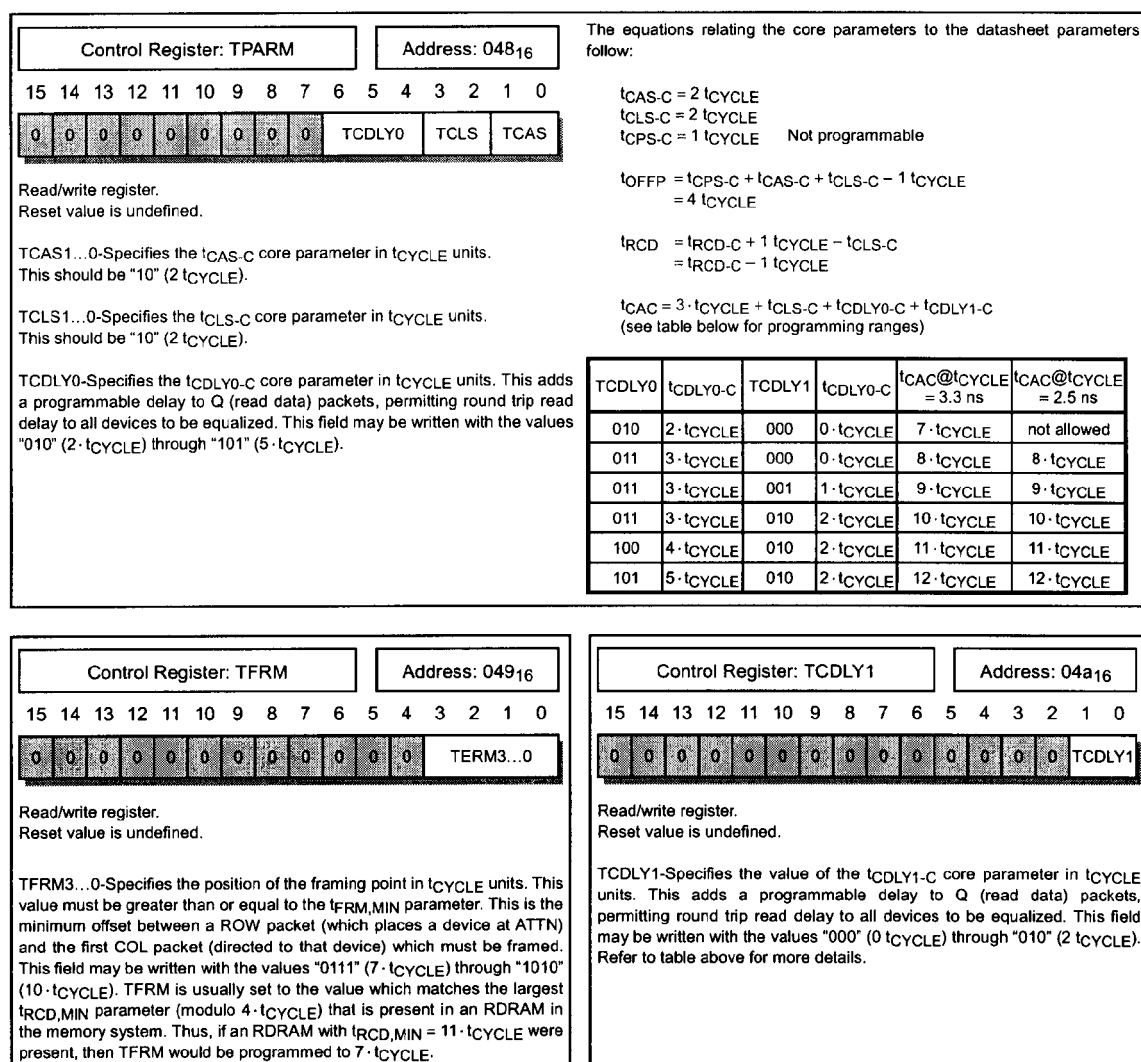 Control Register: TPARM
Address: 048₁₆
15 14 13 12 11 10 9 8 7 6 5 4 3 2 1 0
0 0 0 0 0 0 0 0 0 TCDLY0 TCLS TCAS
Read/write register.
Reset value is undefined.
TCAS1...0-Specifies the tCAS-C core parameter in tCYCLE units.
This should be "10" (2 tCYCLE).
TCLS1...0-Specifies the tCLS-C core parameter in tCYCLE units.
This should be "10" (2 tCYCLE).
TCDLY0-Specifies the tCDLY0-C core parameter in tCYCLE units. This adds
a programmable delay to Q (read data) packets, permitting round trip read
delay to all devices to be equalized. This field may be written with the values
"010" (2 · tCYCLE) through "101" (5 · tCYCLE).
The equations relating the core parameters to the datasheet parameters
follow:
tCAS-C = 2 tCYCLE
tCLS-C = 2 tCYCLE
tCPS-C = 1 tCYCLE Not programmable
tOFFP = tCPS-C + tCAS-C + tCLS-C − 1 tCYCLE
= 4 tCYCLE
tRCD = tRCD-C + 1 tCYCLE − tCLS-C
= tRCD-C − 1 tCYCLE
tCAC = 3 · tCYCLE + tCLS-C + tCDLY0-C + tCDLY1-C
(see table below for programming ranges)
TCDLY0 tCDLY0-C TCDLY1 tCDLY0-C tCAC@tCYCLE = 3.3 ns tCAC@tCYCLE = 2.5 ns
010 2 · tCYCLE 000 0 · tCYCLE 7 · tCYCLE not allowed
011 3 · tCYCLE 000 0 · tCYCLE 8 · tCYCLE 8 · tCYCLE
011 3 · tCYCLE 001 1 · tCYCLE 9 · tCYCLE 9 · tCYCLE
011 3 · tCYCLE 010 2 · tCYCLE 10 · tCYCLE 10 · tCYCLE
100 4 · tCYCLE 010 2 · tCYCLE 11 · tCYCLE 11 · tCYCLE
101 5 · tCYCLE 010 2 · tCYCLE 12 · tCYCLE 12 · tCYCLE
Control Register: TFRM
Address: 049₁₆
15 14 13 12 11 10 9 8 7 6 5 4 3 2 1 0
0 0 0 0 0 0 0 0 0 0 0 0 TERM3...0
Read/write register.
Reset value is undefined.
TFRM3...0-Specifies the position of the framing point in tCYCLE units. This
value must be greater than or equal to the tFRM,MIN parameter. This is the
minimum offset between a ROW packet (which places a device at ATTN)
and the first COL packet (directed to that device) which must be framed.
This field may be written with the values "0111" (7 · tCYCLE) through "1010"
(10 · tCYCLE). TFRM is usually set to the value which matches the largest
tRCD,MIN parameter (modulo 4 · tCYCLE) that is present in an RDRAM in
the memory system. Thus, if an RDRAM with tRCD,MIN = 11 · tCYCLE were
present, then TFRM would be programmed to 7 · tCYCLE.
Control Register: TCDLY1
Address: 04a₁₆
15 14 13 12 11 10 9 8 7 6 5 4 3 2 1 0
0 0 0 0 0 0 0 0 0 0 0 0 0 0 TCDLY1
Read/write register.
Reset value is undefined.
TCDLY1-Specifies the value of the tCDLY1-C core parameter in tCYCLE
units. This adds a programmable delay to Q (read data) packets,
permitting round trip read delay to all devices to be equalized. This field
may be written with the values "000" (0 tCYCLE) through "010" (2 tCYCLE).
Refer to table above for more details.